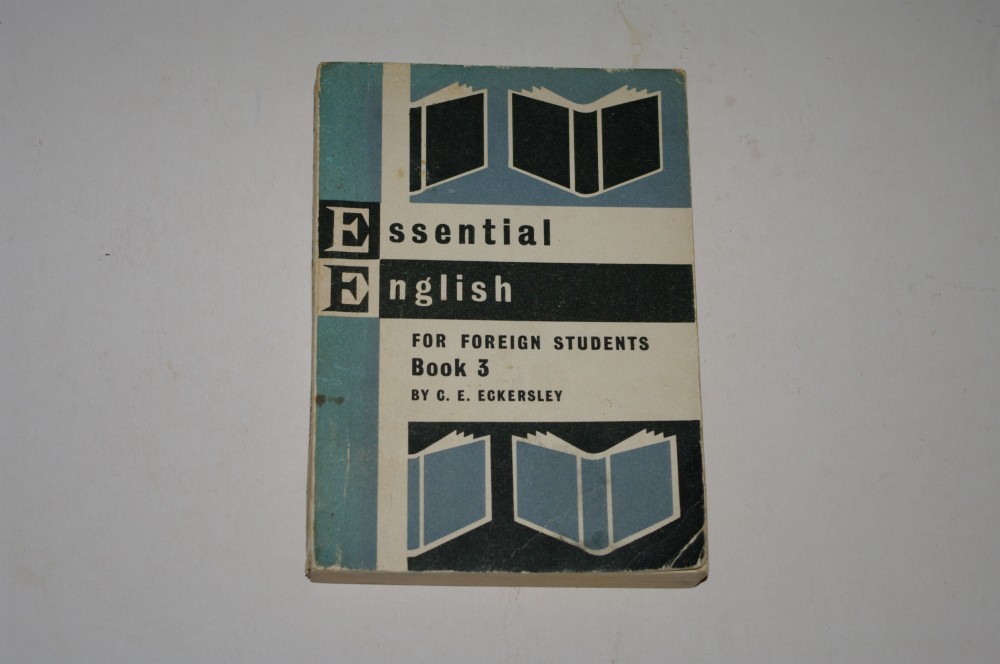 Essential
English
FOR FOREIGN STUDENTS
Book 3
BY C. E. ECKERSLEY